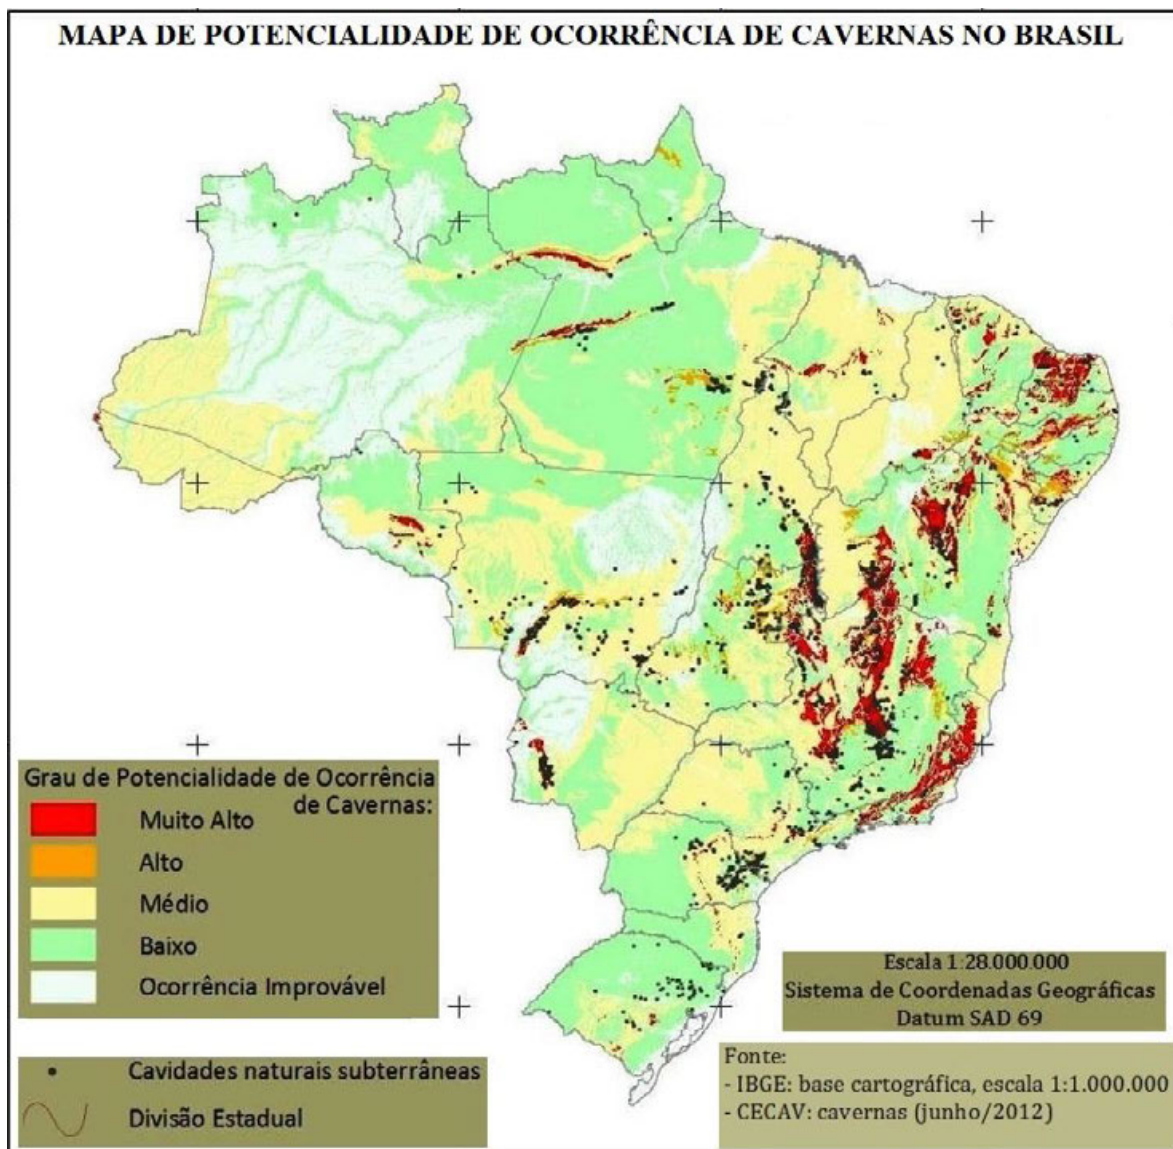 MAPA DE POTENCIALIDADE DE OCORRÊNCIA DE CAVERNAS NO BRASIL
Grau de Potencialidade de Ocorrência
de Cavernas:
Muito Alto
Alto
Médio
Baixo
Ocorrência Improvável
Cavidades naturais subterrâneas
Divisão Estadual
Escala 1:28.000.000
Sistema de Coordenadas Geográficas
Datum SAD 69
Fonte:
- IBGE: base cartográfica, escala 1:1.000.000
- CECAV: cavernas (junho/2012)